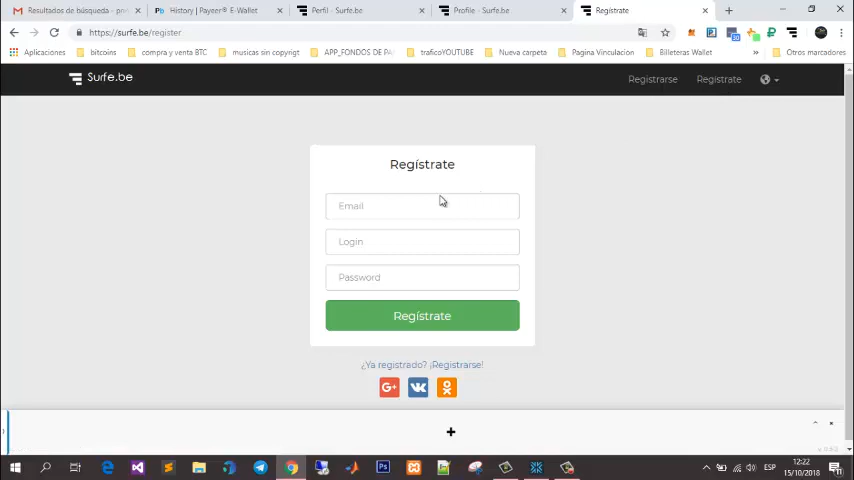 Resultados de búsqueda - pro
History | Payeer® E-Wallet
Perfil - Surfe.be
Profile - Surfe.be
Regístrate
https://surfe.be/register
Aplicaciones
bitcoins
compra y venta BTC
musicas sin copyrigt
APP_FONDOS DE PA
traficoYOUTUBE
Nueva carpeta
Pagina Vinculacion
Billeteras Wallet
»
Otros marcadores
Surfe.be
Registrarse
Regístrate
Regístrate
Email
Login
Password
Regístrate
¿Ya registrado? ¡Registrarse!
G+
+
ESP
12:22
15/10/2018